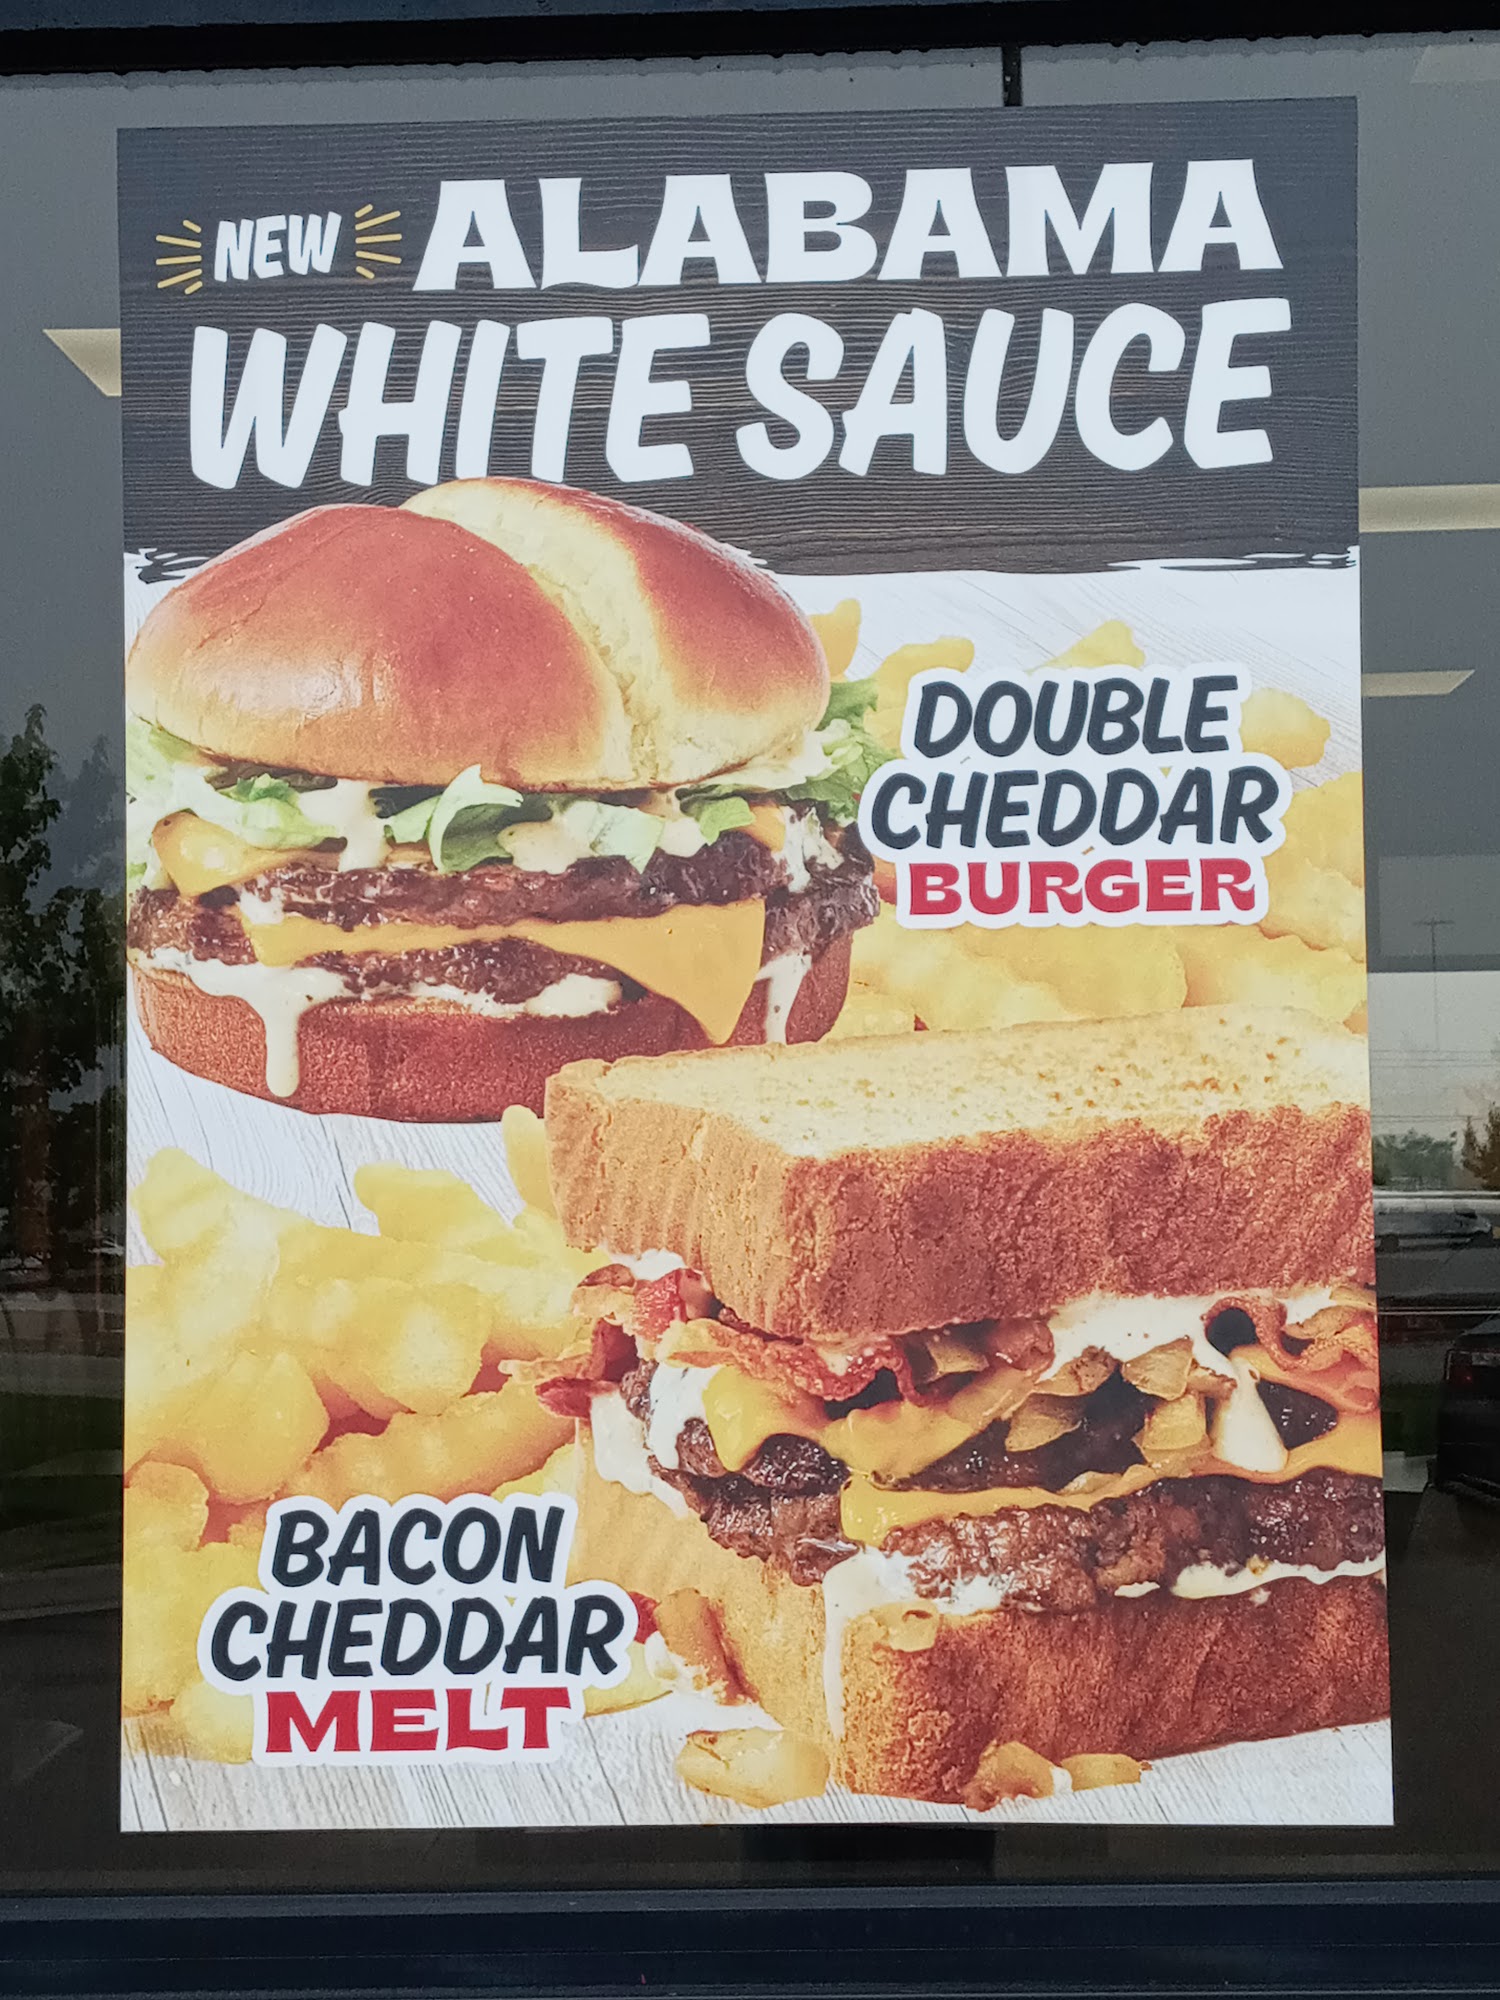 NEW ALABAMA
WHITE SAUCE
DOUBLE
CHEDDAR
BURGER
BACON
CHEDDAR
MELT